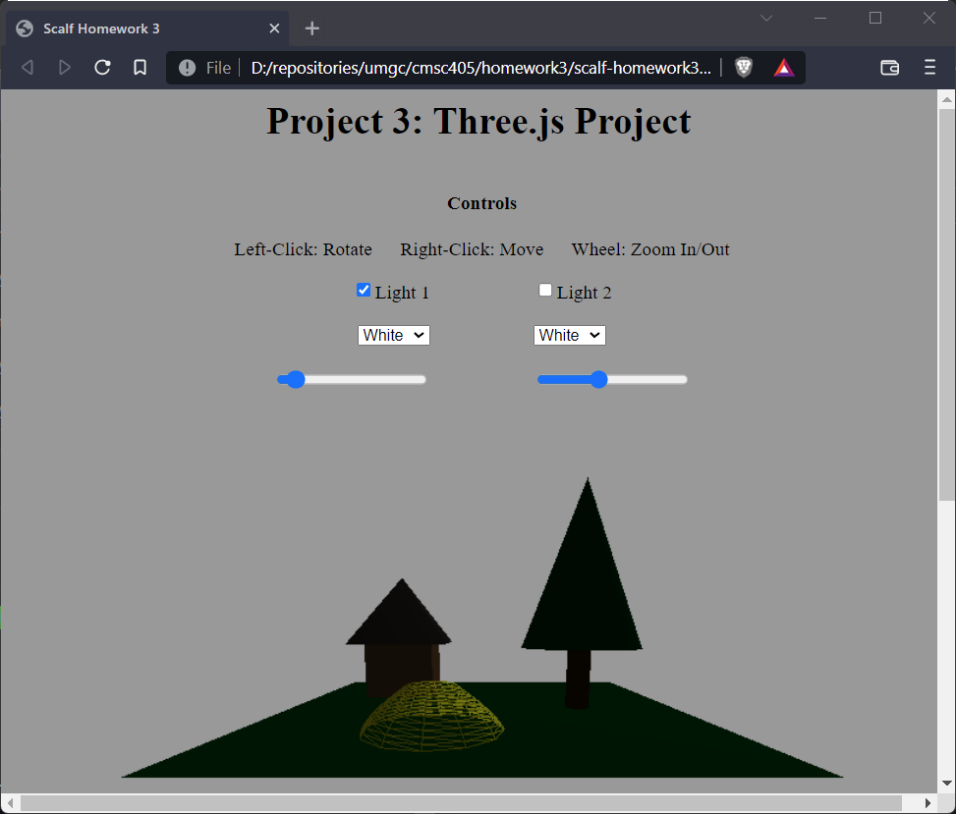 Scalf Homework 3
File D:/repositories/umgc/cmsc405/homework3/scalf-homework3...
Project 3: Three.js Project
Controls
Left-Click: Rotate Right-Click: Move Wheel: Zoom In/Out
Light 1 Light 2
White White